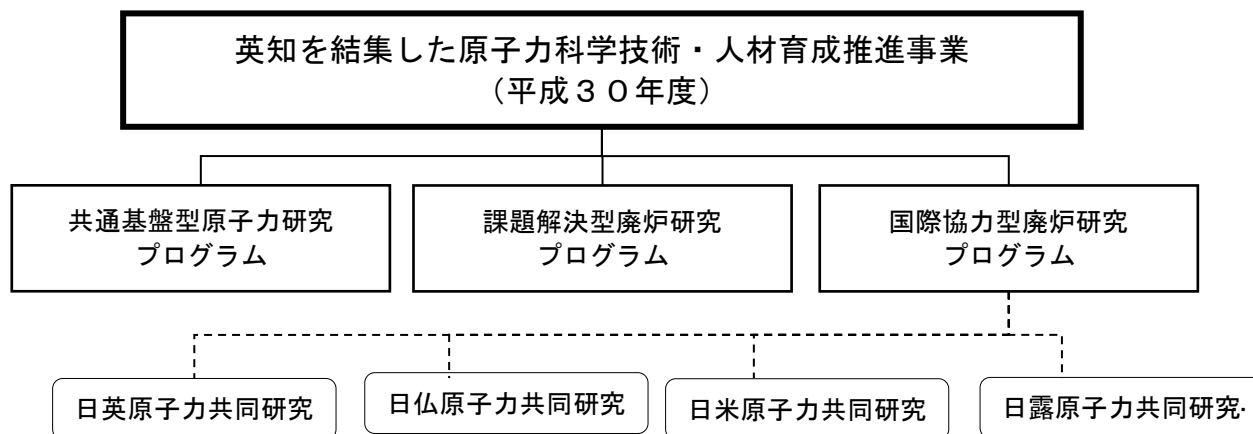 英知を結集した原子力科学技術・人材育成推進事業
（平成３０年度）
共通基盤型原子力研究
プログラム
課題解決型廃炉研究
プログラム
国際協力型廃炉研究
プログラム
日英原子力共同研究
日仏原子力共同研究
日米原子力共同研究
日露原子力共同研究·